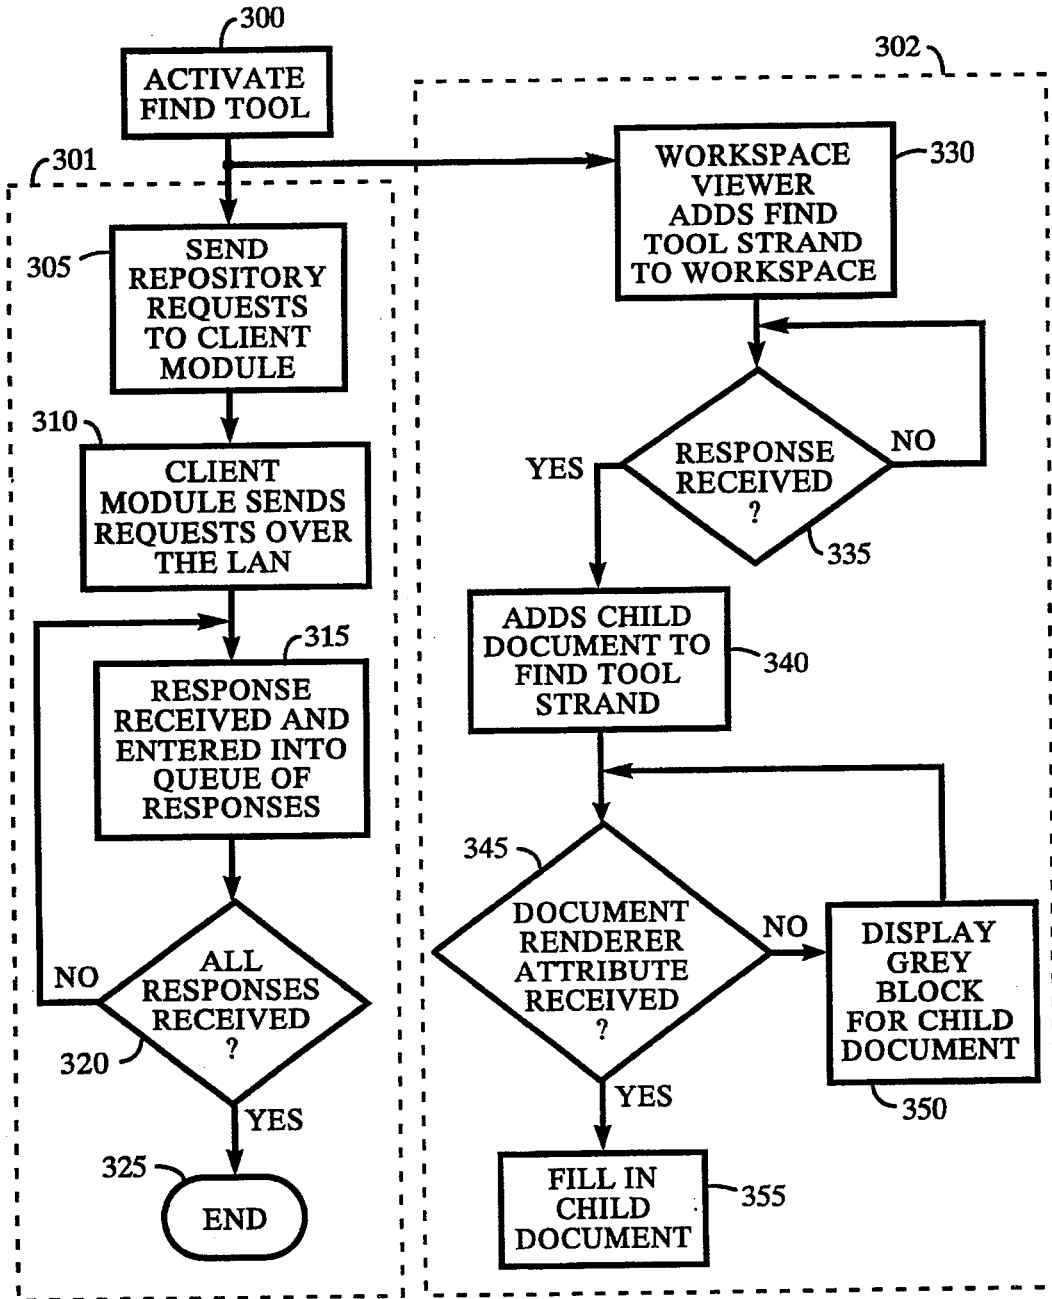 300
ACTIVATE
FIND TOOL
301
305
SEND
REPOSITORY
REQUESTS
TO CLIENT
MODULE
310
CLIENT
MODULE SENDS
REQUESTS OVER
THE LAN
315
RESPONSE
RECEIVED AND
ENTERED INTO
QUEUE OF
RESPONSES
NO
ALL
RESPONSES
RECEIVED
?
320
YES
325
END
302
330
WORKSPACE
VIEWER
ADDS FIND
TOOL STRAND
TO WORKSPACE
YES
RESPONSE
RECEIVED
?
NO
335
ADDS CHILD
DOCUMENT TO
FIND TOOL
STRAND
340
345
DOCUMENT
RENDERER
ATTRIBUTE
RECEIVED
?
NO
DISPLAY
GREY
BLOCK
FOR CHILD
DOCUMENT
350
YES
FILL IN
CHILD
DOCUMENT
355